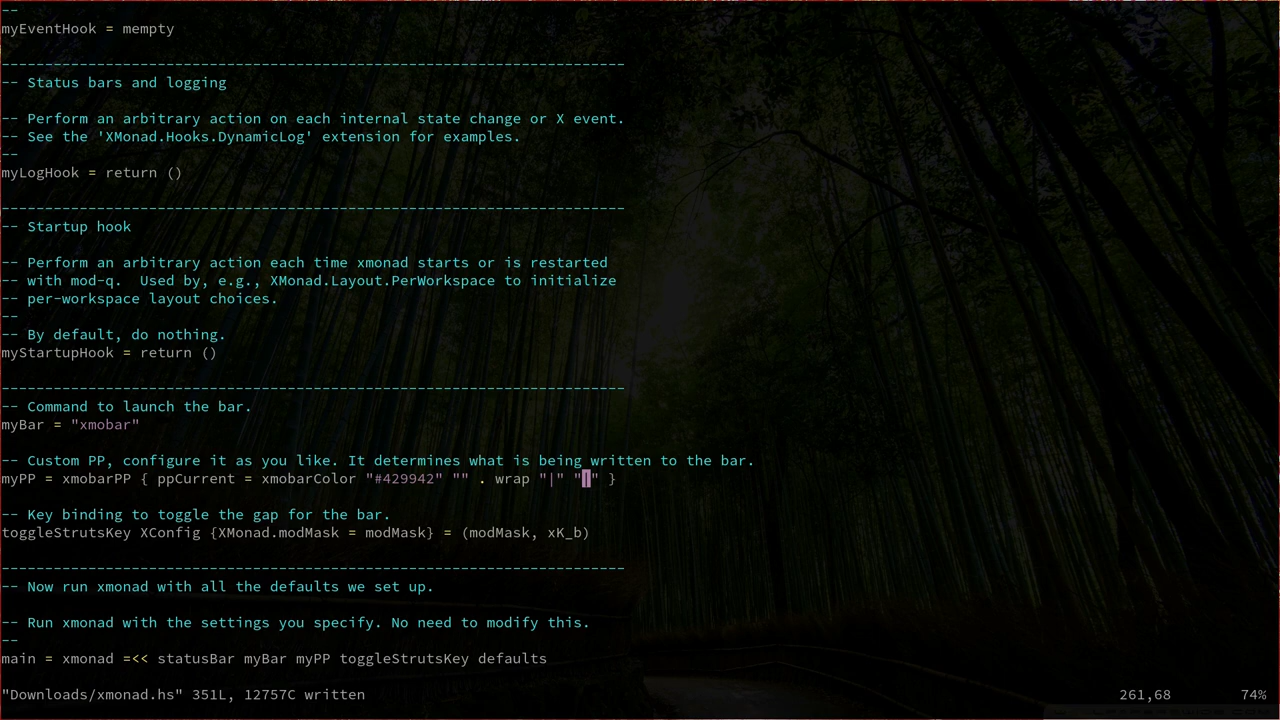 --
myEventHook = mempty
------------------------------------------------------------------------
-- Status bars and logging
-- Perform an arbitrary action on each internal state change or X event.
-- See the 'XMonad.Hooks.DynamicLog' extension for examples.
--
myLogHook = return ()
------------------------------------------------------------------------
-- Startup hook
-- Perform an arbitrary action each time xmonad starts or is restarted
-- with mod-q.  Used by, e.g., XMonad.Layout.PerWorkspace to initialize
-- per-workspace layout choices.
--
-- By default, do nothing.
myStartupHook = return ()
------------------------------------------------------------------------
-- Command to launch the bar.
myBar = "xmobar"
-- Custom PP, configure it as you like. It determines what is being written to the bar.
myPP = xmobarPP { ppCurrent = xmobarColor "#429942" "" . wrap "|" "|" }
-- Key binding to toggle the gap for the bar.
toggleStrutsKey XConfig {XMonad.modMask = modMask} = (modMask, xK_b)
------------------------------------------------------------------------
-- Now run xmonad with all the defaults we set up.
-- Run xmonad with the settings you specify. No need to modify this.
--
main = xmonad =<< statusBar myBar myPP toggleStrutsKey defaults
"Downloads/xmonad.hs" 351L, 12757C written 261,68 74%